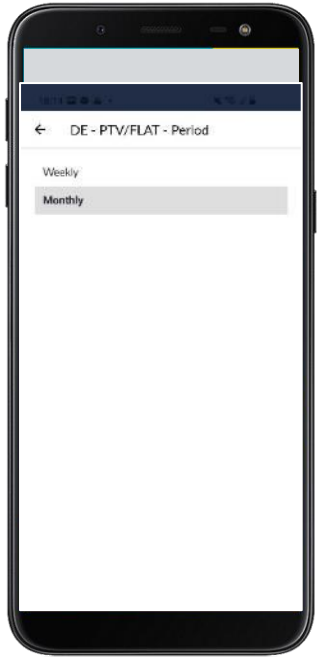 ← DE - PTV/FLAT - Period
Weekly
Monthly